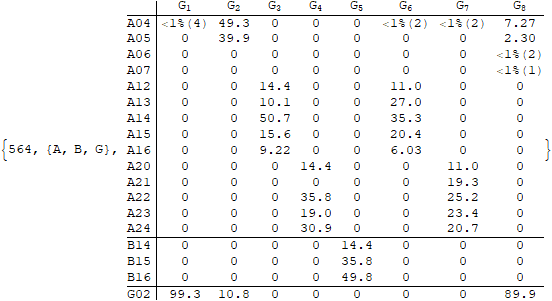 G₁ G₂ G₃ G₄ G₅ G₆ G₇ G₈
A04 <1%(4) 49.3 0 0 0 <1%(2) <1%(2) 7.27
A05 0 39.9 0 0 0 0 0 2.30
A06 0 0 0 0 0 0 0 <1%(2)
A07 0 0 0 0 0 0 0 <1%(1)
A12 0 0 14.4 0 0 11.0 0 0
A13 0 0 10.1 0 0 27.0 0 0
A14 0 0 50.7 0 0 35.3 0 0
A15 0 0 15.6 0 0 20.4 0 0
{564, {A, B, G}, A16 0 0 9.22 0 0 6.03 0 0 }
A20 0 0 0 14.4 0 0 11.0 0
A21 0 0 0 0 0 0 19.3 0
A22 0 0 0 35.8 0 0 25.2 0
A23 0 0 0 19.0 0 0 23.4 0
A24 0 0 0 30.9 0 0 20.7 0
B14 0 0 0 0 14.4 0 0 0
B15 0 0 0 0 35.8 0 0 0
B16 0 0 0 0 49.8 0 0 0
G02 99.3 10.8 0 0 0 0 0 89.9